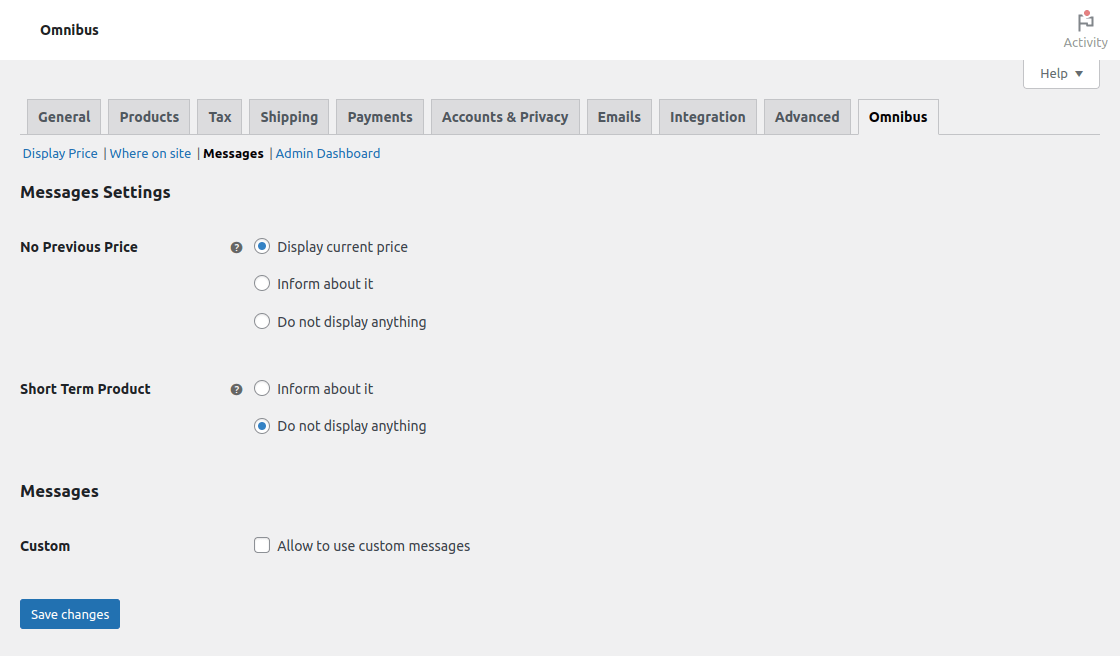 Omnibus
Activity
Help ▼
General Products Tax Shipping Payments Accounts & Privacy Emails Integration Advanced Omnibus
Display Price | Where on site | Messages | Admin Dashboard
Messages Settings
No Previous Price ? Display current price
Inform about it
Do not display anything
Short Term Product ? Inform about it
Do not display anything
Messages
Custom Allow to use custom messages
Save changes